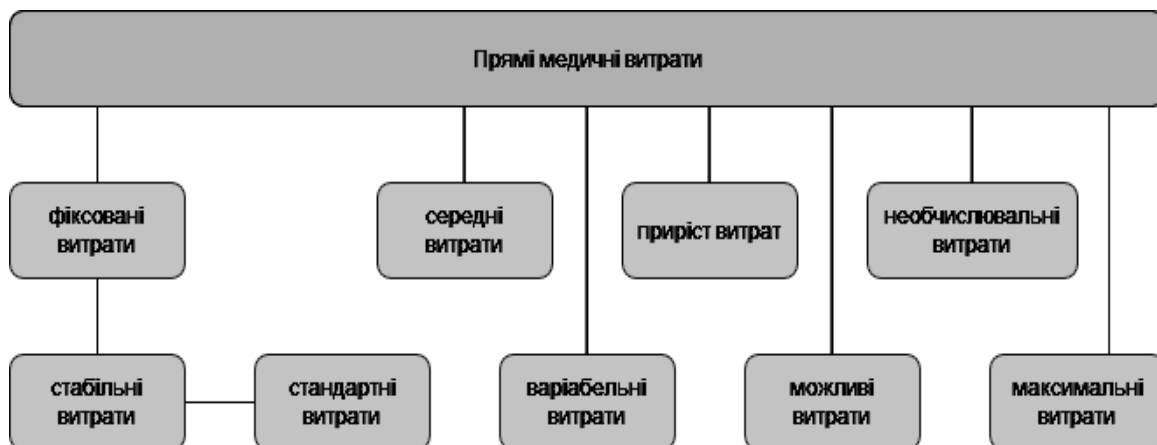 Прямі медичні витрати
фіксовані
витрати
середні
витрати
приріст витрат
необчислювальні
витрати
стабільні
витрати
стандартні
витрати
варіабельні
витрати
можливі
витрати
максимальні
витрати